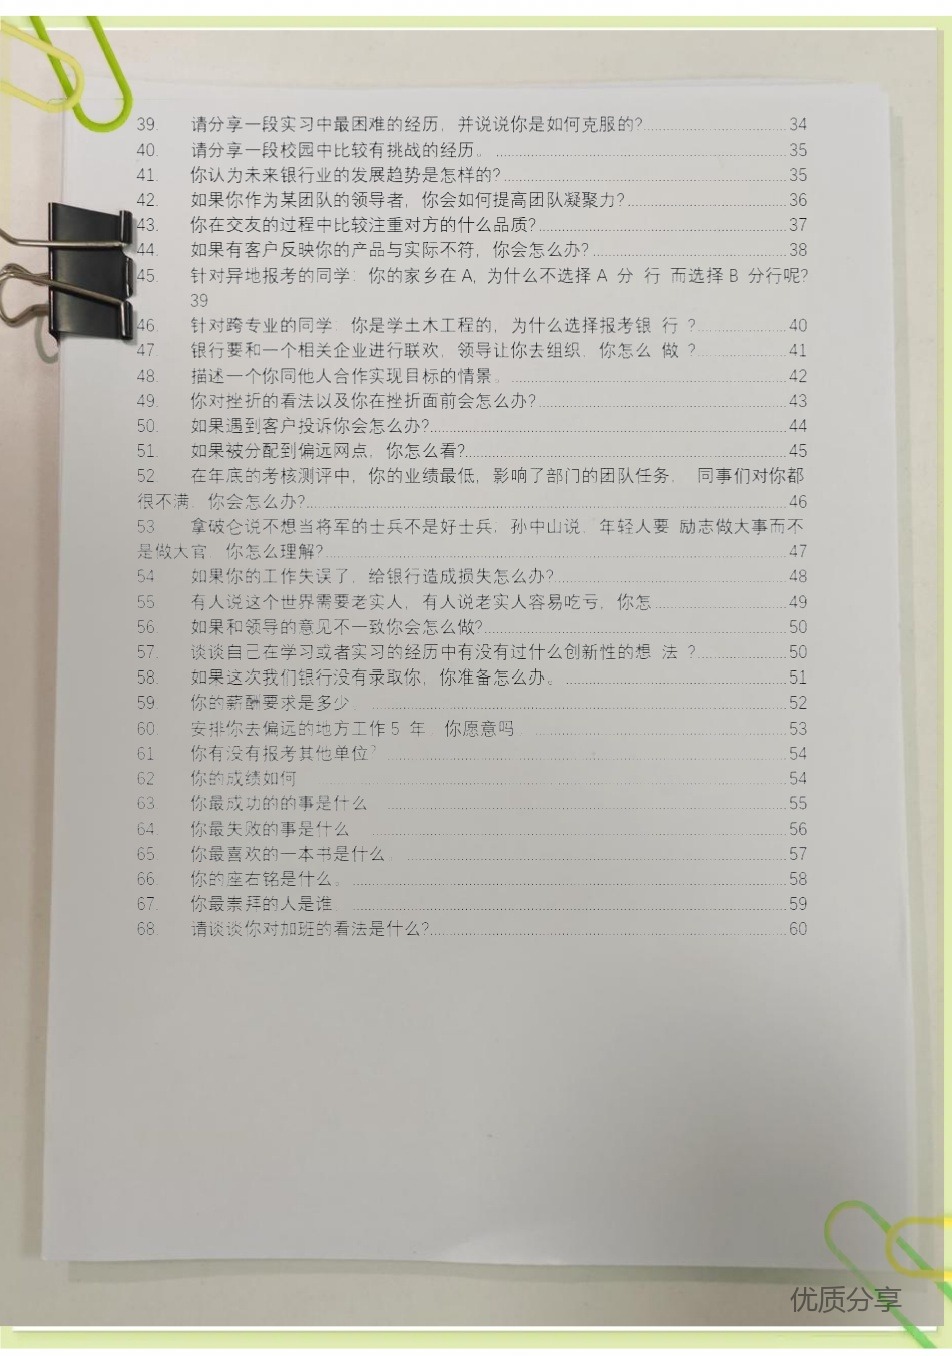 39. 请分享一段实习中最困难的经历，并说说你是如何克服的?......34
40. 请分享一段校园中比较有挑战的经历。......35
41. 你认为未来银行业的发展趋势是怎样的?......35
42. 如果你作为某团队的领导者，你会如何提高团队凝聚力?......36
43. 你在交友的过程中比较注重对方的什么品质?......37
44. 如果有客户反映你的产品与实际不符，你会怎么办?......38
45. 针对异地报考的同学：你的家乡在 A, 为什么不选择 A 分 行 而选择 B 分行呢?
39
46. 针对跨专业的同学：你是学土木工程的，为什么选择报考银 行 ?......40
47. 银行要和一个相关企业进行联欢，领导让你去组织，你怎么 做 ?......41
48. 描述一个你同他人合作实现目标的情景。......42
49. 你对挫折的看法以及你在挫折面前会怎么办?......43
50. 如果遇到客户投诉你会怎么办?......44
51. 如果被分配到偏远网点，你怎么看?......45
52. 在年底的考核测评中，你的业绩最低，影响了部门的团队任务， 同事们对你都
很不满，你会怎么办?......46
53 拿破仑说不想当将军的士兵不是好士兵；孙中山说，年轻人要 励志做大事而不
是做大官，你怎么理解?......47
54 如果你的工作失误了，给银行造成损失怎么办?......48
55 有人说这个世界需要老实人，有人说老实人容易吃亏，你怎......49
56. 如果和领导的意见不一致你会怎么做?......50
57. 谈谈自己在学习或者实习的经历中有没有过什么创新性的想 法 ?......50
58. 如果这次我们银行没有录取你，你准备怎么办。......51
59. 你的薪酬要求是多少。......52
60. 安排你去偏远的地方工作 5 年，你愿意吗......53
61 你有没有报考其他单位?......54
62 你的成绩如何......54
63. 你最成功的的事是什么......55
64 你最失败的事是什么......56
65 你最喜欢的一本书是什么。......57
66. 你的座右铭是什么。......58
67. 你最崇拜的人是谁。......59
68. 请谈谈你对加班的看法是什么?......60
优质分享